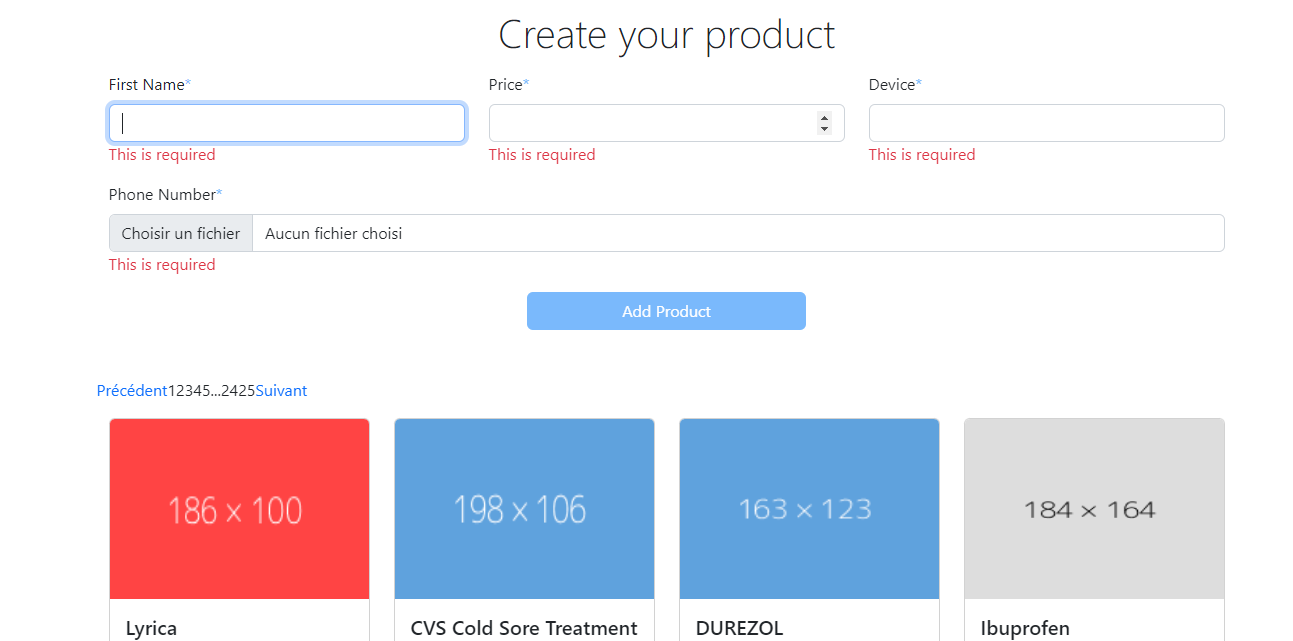 Create your product
First Name* Price* Device*
This is required This is required This is required
Phone Number*
Choisir un fichier Aucun fichier choisi
This is required
Add Product
Précédent12345...2425Suivant
186 x 100 198 x 106 163 x 123 184 x 164
Lyrica CVS Cold Sore Treatment DUREZOL Ibuprofen